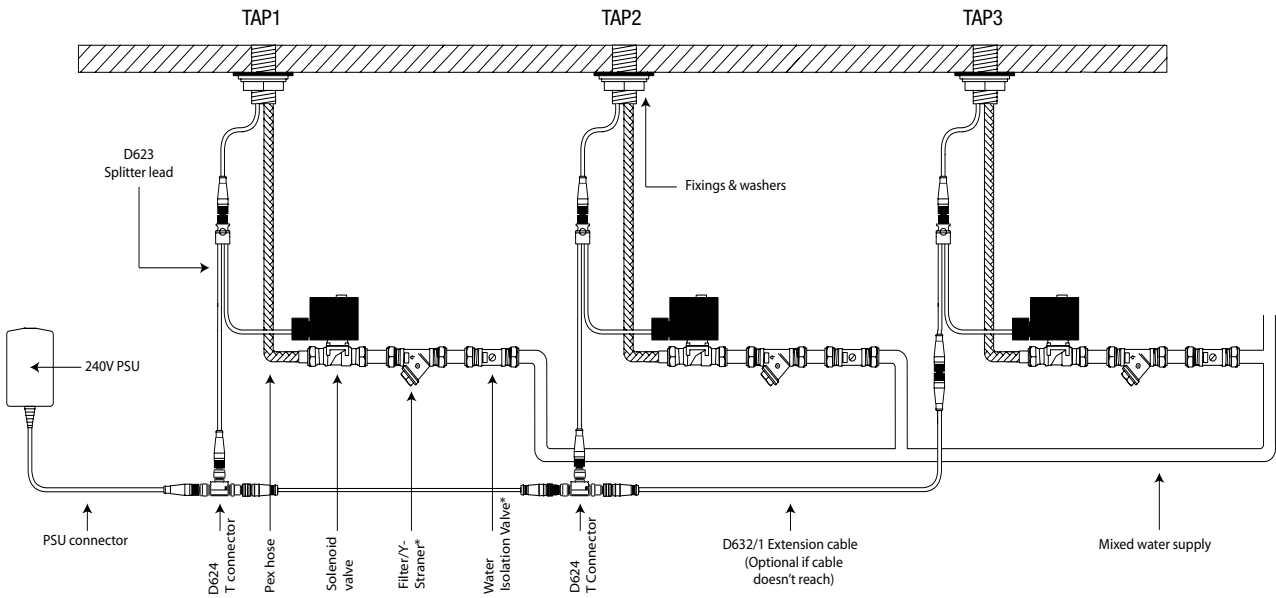 TAP1
TAP2
TAP3
D623
Splitter lead
Fixings & washers
240V PSU
PSU connector
D624
T connector
Pex hose
Solenoid
valve
Filter/Y-
Straner*
Water
Isolation Valve*
D624
T Connector
D632/1 Extension cable
(Optional if cable
doesn't reach)
Mixed water supply